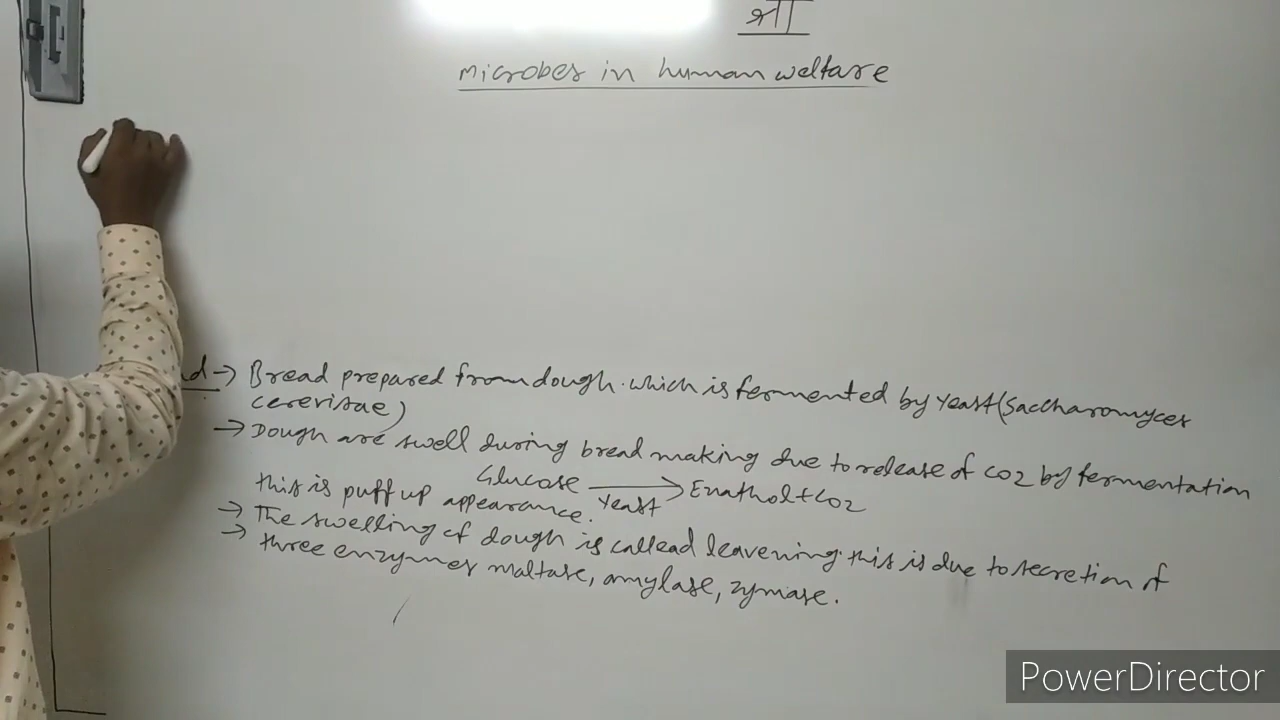 श्री
Microbes in human welfare
d → Bread prepared from dough. which is fermented by yeast (saccharomyces
cerevisae)
→ Dough are swell during bread making due to release of CO2 by fermentation
this is puff up appearance. Glucose → Enathol + CO2
Yeast
→ The swelling of dough is callead leavening. this is due to secretion of
→ three enzymes maltase, amylase, zymase.
PowerDirector